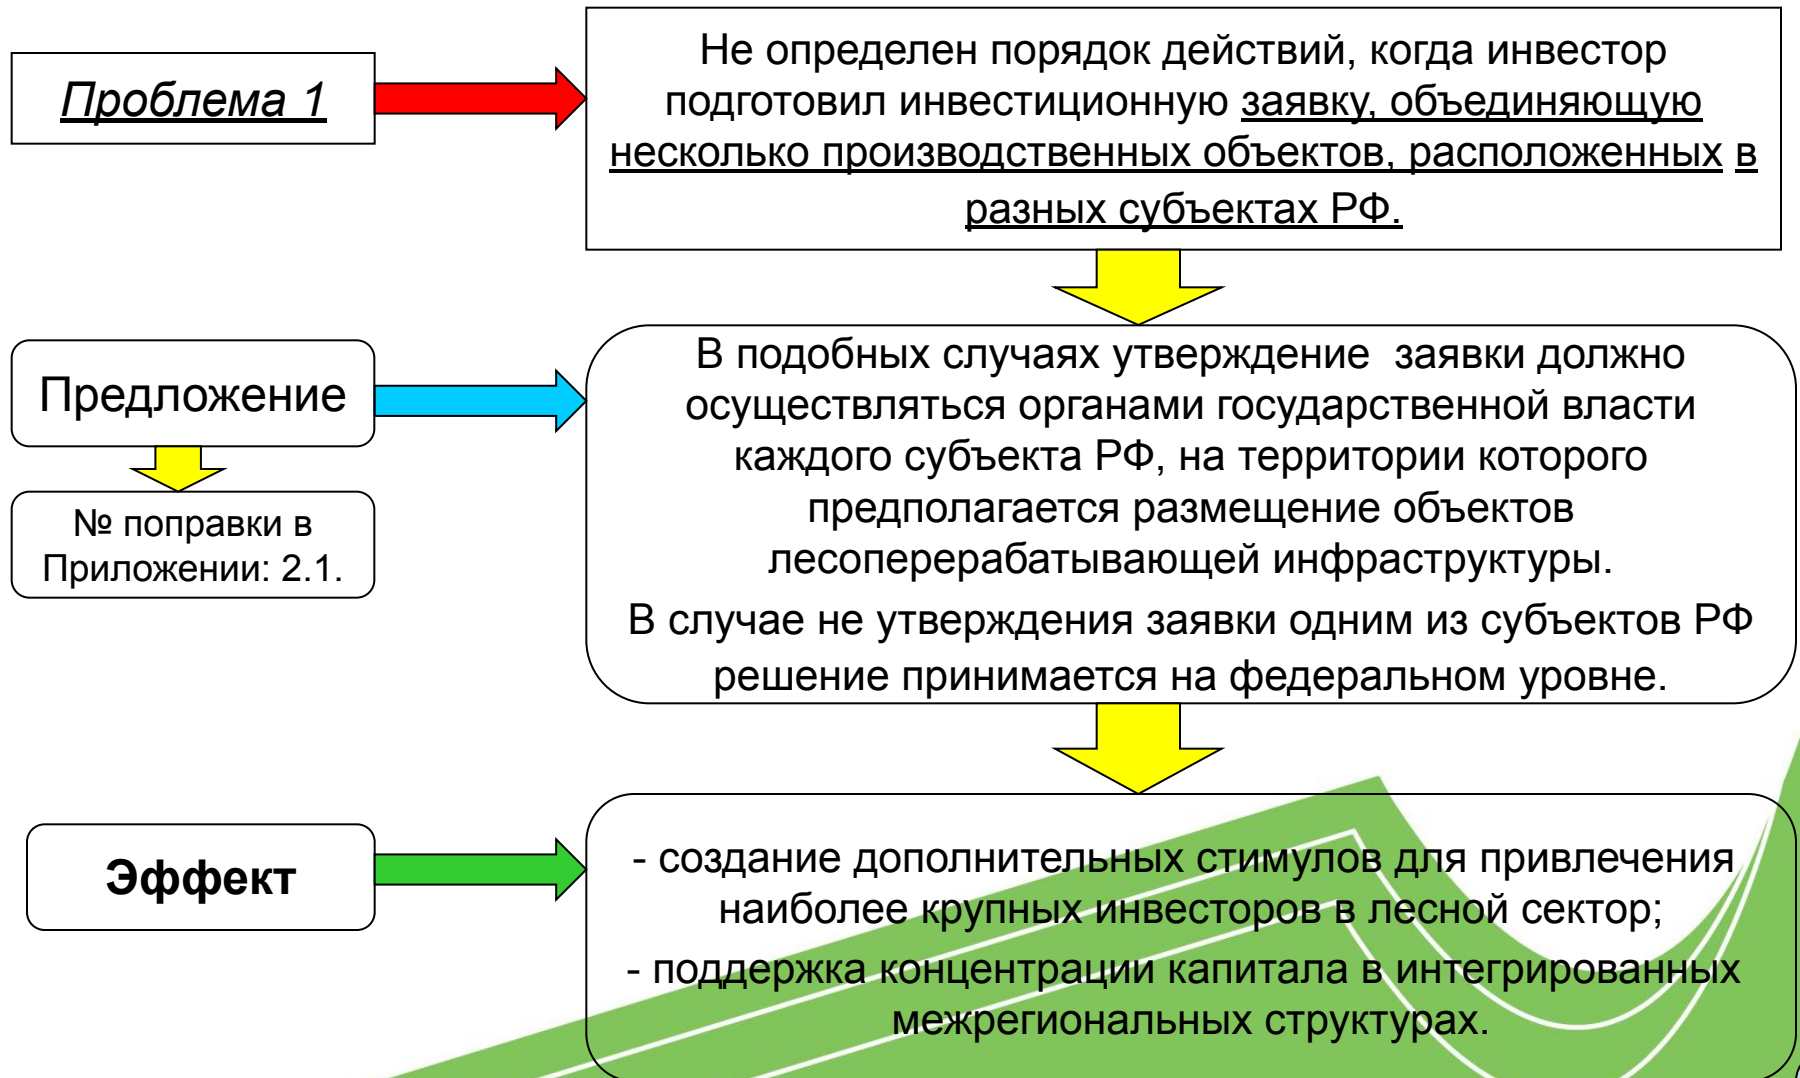 Проблема 1
Не определен порядок действий, когда инвестор
подготовил инвестиционную заявку, объединяющую
несколько производственных объектов, расположенных в
разных субъектах РФ.
Предложение
№ поправки в
Приложении: 2.1.
В подобных случаях утверждение заявки должно
осуществляться органами государственной власти
каждого субъекта РФ, на территории которого
предполагается размещение объектов
лесоперерабатывающей инфраструктуры.
В случае не утверждения заявки одним из субъектов РФ
решение принимается на федеральном уровне.
Эффект
- создание дополнительных стимулов для привлечения
наиболее крупных инвесторов в лесной сектор;
- поддержка концентрации капитала в интегрированных
межрегиональных структурах.